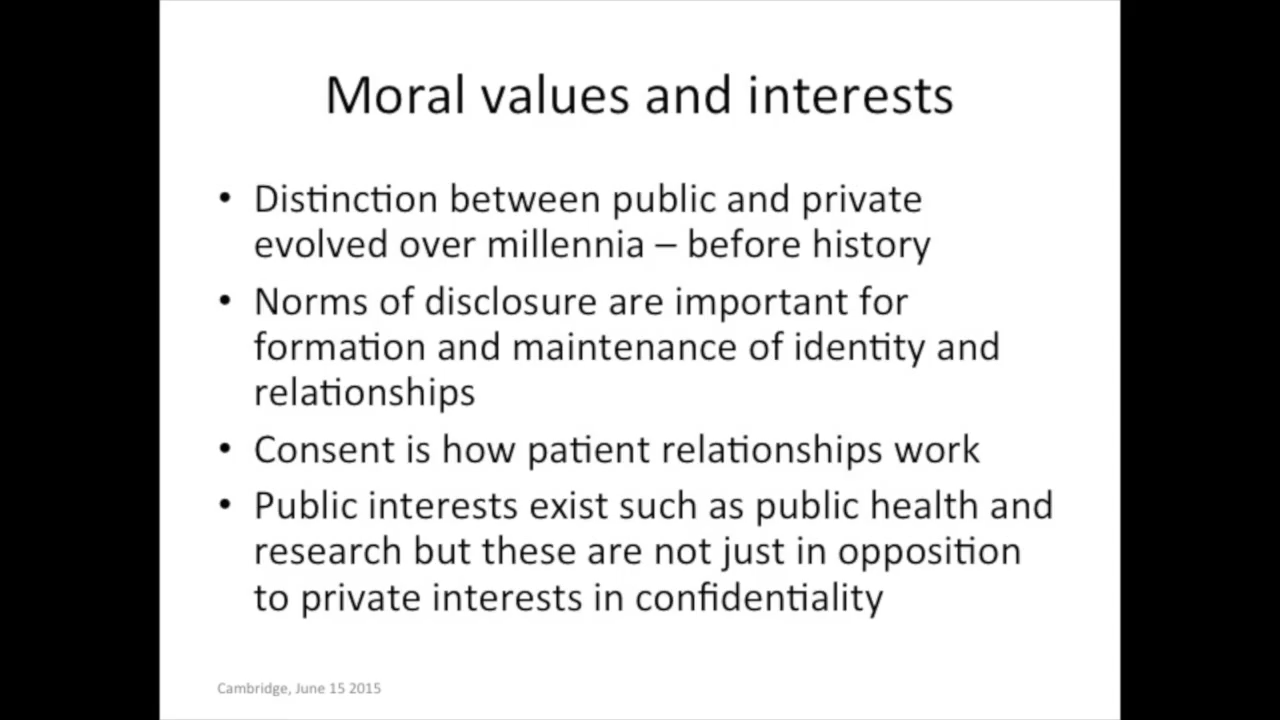 Moral values and interests
• Distinction between public and private
evolved over millennia – before history
• Norms of disclosure are important for
formation and maintenance of identity and
relationships
• Consent is how patient relationships work
• Public interests exist such as public health and
research but these are not just in opposition
to private interests in confidentiality
Cambridge, June 15 2015